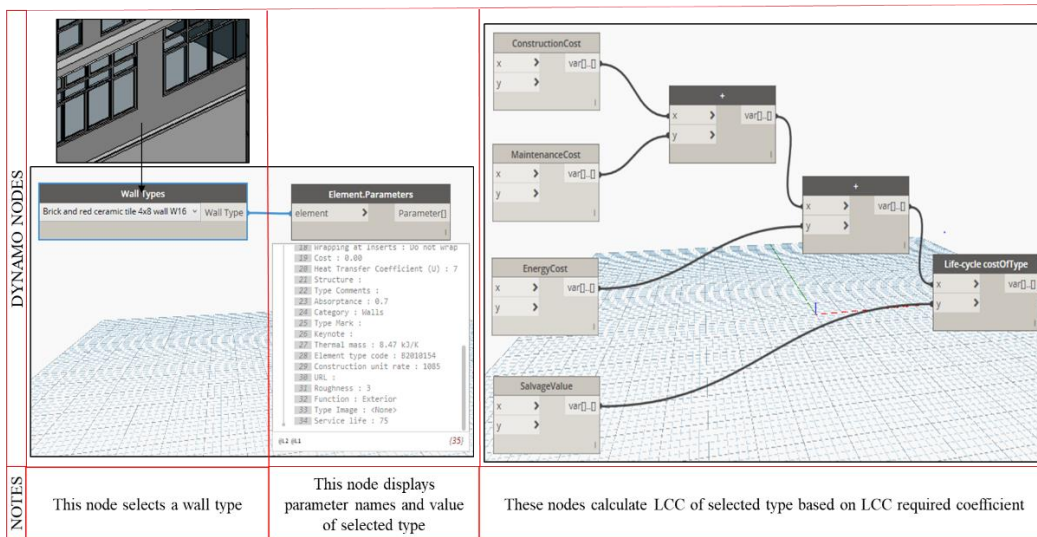 DYNAMO NODES
Wall Types
Brick and red ceramic tile 4x8 wall W16
Wall Type
Element.Parameters
element >
Parameter[]
18 Wrapping at Inserts : Do not wrap
19 Cost : 0.00
20 Heat Transfer Coefficient (U) : 7
21 Structure :
22 Type Comments :
23 Absorptance : 0.7
24 Category : Walls
25 Type Mark :
26 Keynote :
27 Thermal mass : 8.47 kJ/K
28 Element type code : B2010154
29 Construction unit rate : 1085
30 URL :
31 Roughness : 3
32 Function : Exterior
33 Type Image : <None>
34 Service life : 75
@L2 @L1
{35}
ConstructionCost
x > var[]..[]
y >
MaintenanceCost
x > var[]..[]
y >
+
x > var[]..[]
y >
EnergyCost
x > var[]..[]
y >
+
x > var[]..[]
y >
Life-cycle costOfType
x > var[]..[]
y >
SalvageValue
x > var[]..[]
y >
NOTES
This node selects a wall type
This node displays
parameter names and value
of selected type
These nodes calculate LCC of selected type based on LCC required coefficient